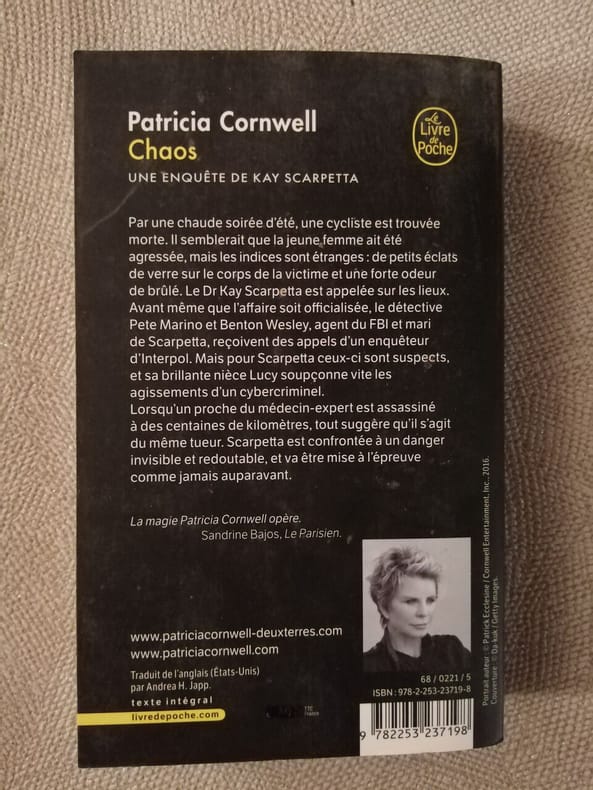 Patricia Cornwell
Chaos
UNE ENQUÊTE DE KAY SCARPETTA
Le
Livre
de
Poche
Par une chaude soirée d'été, une cycliste est trouvée
morte. Il semblerait que la jeune femme ait été
agressée, mais les indices sont étranges : de petits éclats
de verre sur le corps de la victime et une forte odeur
de brûlé. Le Dr Kay Scarpetta est appelée sur les lieux.
Avant même que l'affaire soit officialisée, le détective
Pete Marino et Benton Wesley, agent du FBI et mari
de Scarpetta, reçoivent des appels d'un enquêteur
d'Interpol. Mais pour Scarpetta ceux-ci sont suspects,
et sa brillante nièce Lucy soupçonne vite les
agissements d'un cybercriminel.
Lorsqu'un proche du médecin-expert est assassiné
à des centaines de kilomètres, tout suggère qu'il s'agit
du même tueur. Scarpetta est confrontée à un danger
invisible et redoutable, et va être mise à l'épreuve
comme jamais auparavant.
La magie Patricia Cornwell opère.
Sandrine Bajos, Le Parisien.
www.patriciacornwell-deuxterres.com
www.patriciacornwell.com
Traduit de l'anglais (États-Unis)
par Andrea H. Japp.
texte intégral
livredepoche.com
TTC
France
68 / 0221 / 5
ISBN : 978-2-253-23719-8
9 782253 237198
Portrait auteur : © Patrick Ecclesine / Cornwell Entertainment, Inc., 2016.
Couverture : © Da-kuk / Getty Images.